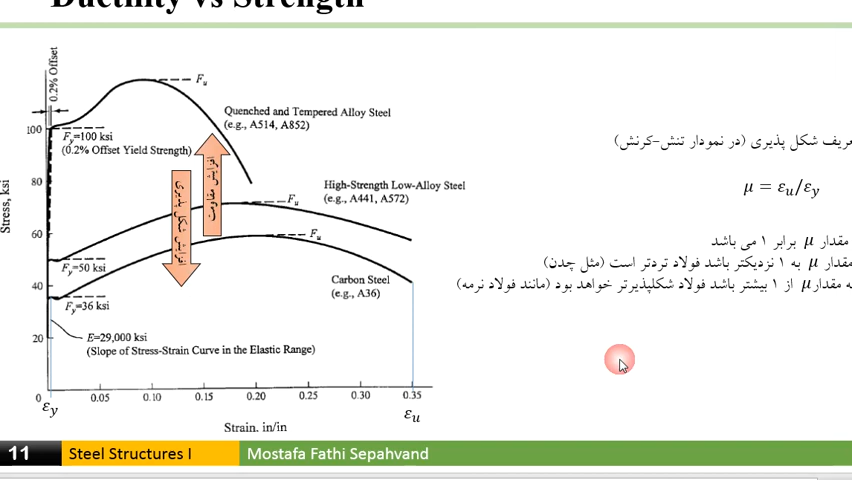 Ductility vs Strength
0.2% Offset
Fu
Quenched and Tempered Alloy Steel
(e.g., A514, A852)
100
Fy=100 ksi
(0.2% Offset Yield Strength)
افزایش مقاومت
افزایش شکل پذیری
80
High-Strength Low-Alloy Steel
(e.g., A441, A572)
Fu
Stress, ksi
60
Fu
Fy=50 ksi
Carbon Steel
(e.g., A36)
40
Fy=36 ksi
20
E=29,000 ksi
(Slope of Stress-Strain Curve in the Elastic Range)
0
0.05 0.10 0.15 0.20 0.25 0.30 0.35
εy
εu
Strain. in/in
شکل پذیری (در نمودار تنش-کرنش)
μ = εu/εy
مقدار μ برابر ۱ می باشد
مقدار μ به ۱ نزدیکتر باشد فولاد تردتر است (مثل چدن)
مقدار μ از ۱ بیشتر باشد فولاد شکلپذیرتر خواهد بود (مانند فولاد نرمه)
11
Steel Structures I
Mostafa Fathi Sepahvand